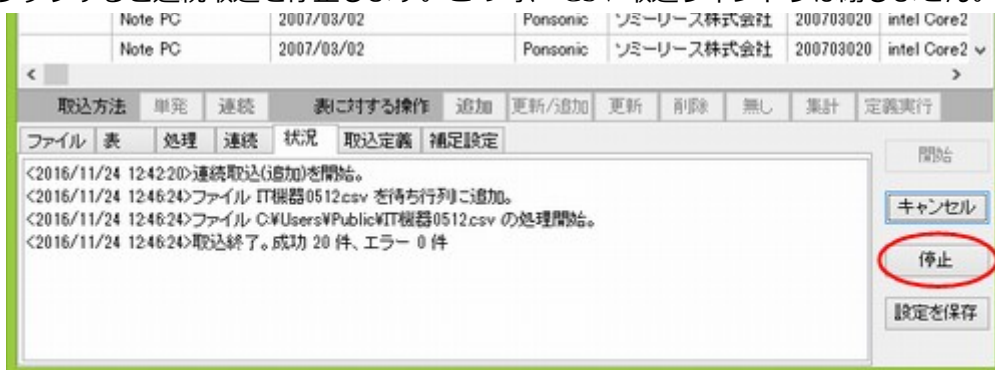 Note PC 2007/03/02 Ponsonic ソミーリース株式会社 200703020 intel Core2
Note PC 2007/03/02 Ponsonic ソミーリース株式会社 200703020 intel Core2
取込方法 単発 連続 表に対する操作 追加 更新/追加 更新 削除 無し 集計 定義実行
ファイル 表 処理 連続 状況 取込定義 補足設定
開始
<2016/11/24 12:42:20>連続取込(追加)を開始。
<2016/11/24 12:46:24>ファイル IT機器0512.csv を待ち行列に追加。
キャンセル
<2016/11/24 12:46:24>ファイル C:¥Users¥Public¥IT機器0512.csv の処理開始。
<2016/11/24 12:46:24>取込終了。成功 20 件、エラー 0 件
停止
設定を保存